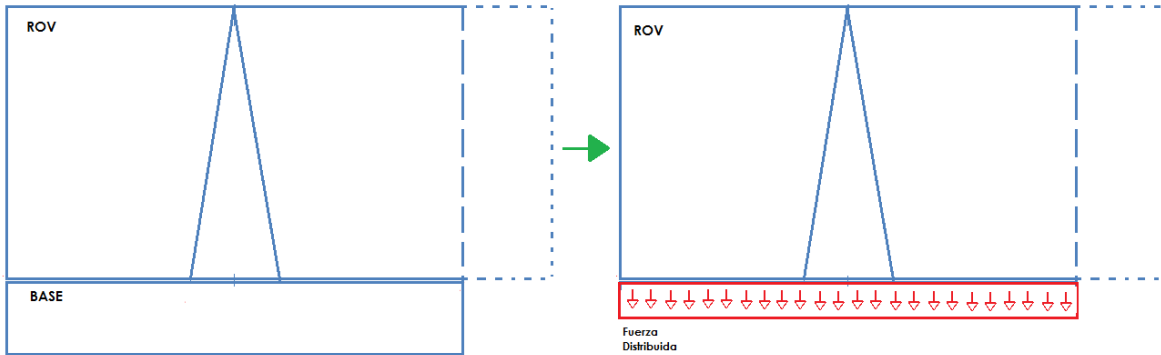 ROV
BASE
ROV
Fuerza
Distribuida